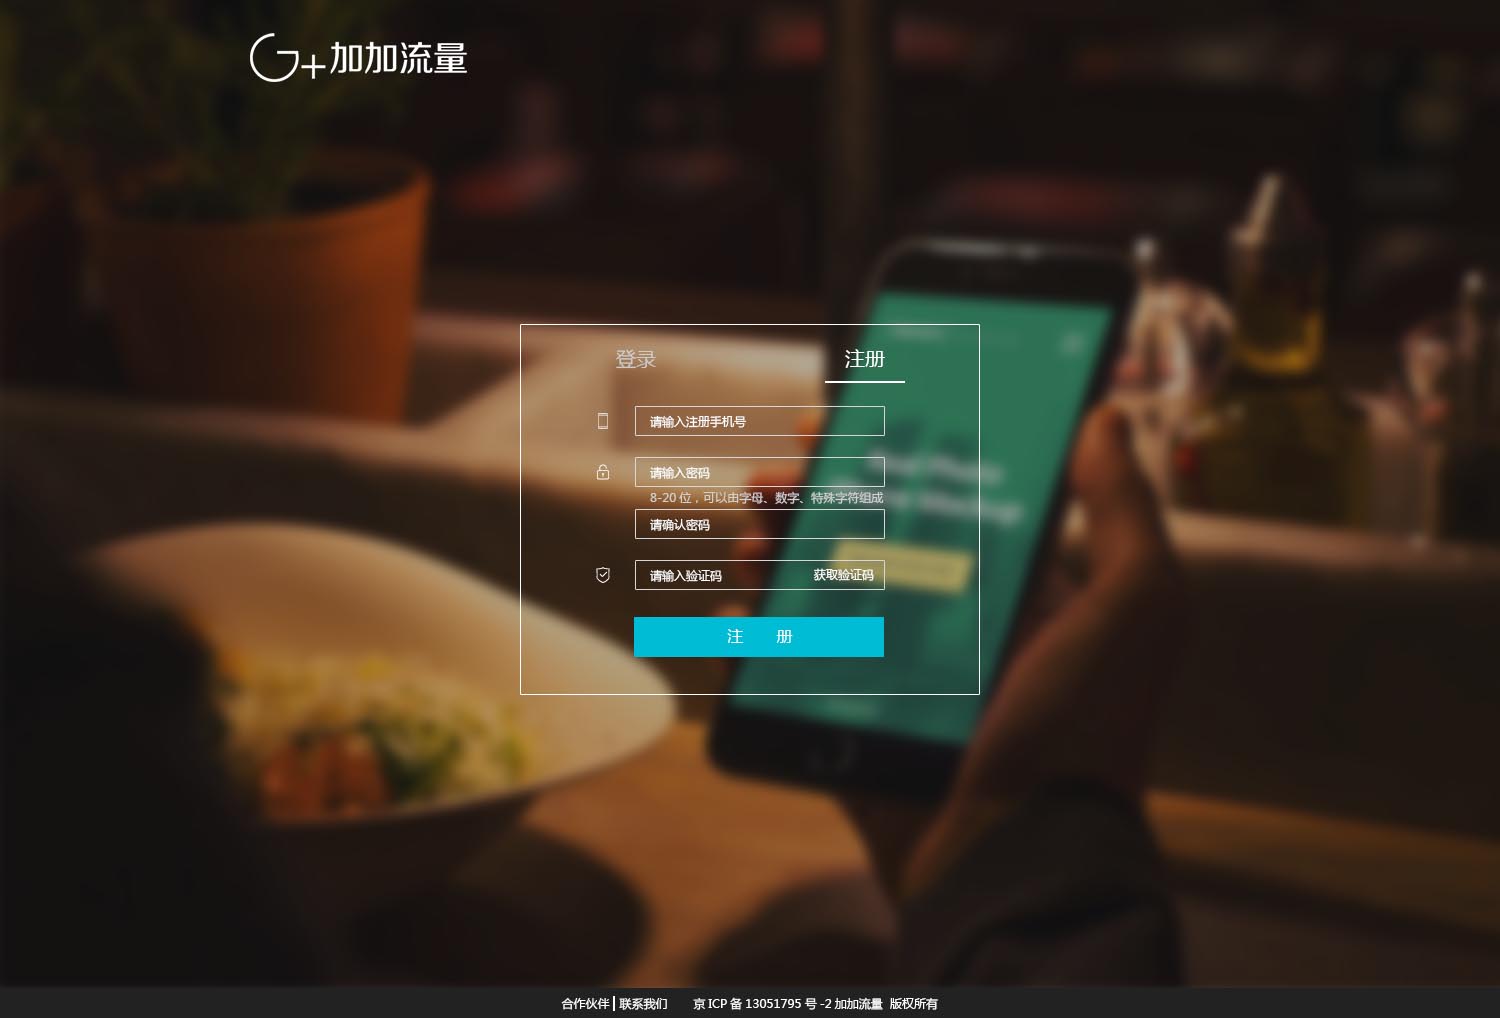 G+加加流量
登录 注册
请输入注册手机号
请输入密码
8-20 位，可以由字母、数字、特殊字符组成
请确认密码
请输入验证码 获取验证码
注 册
合作伙伴 | 联系我们 京 ICP 备 13051795 号 -2 加加流量 版权所有